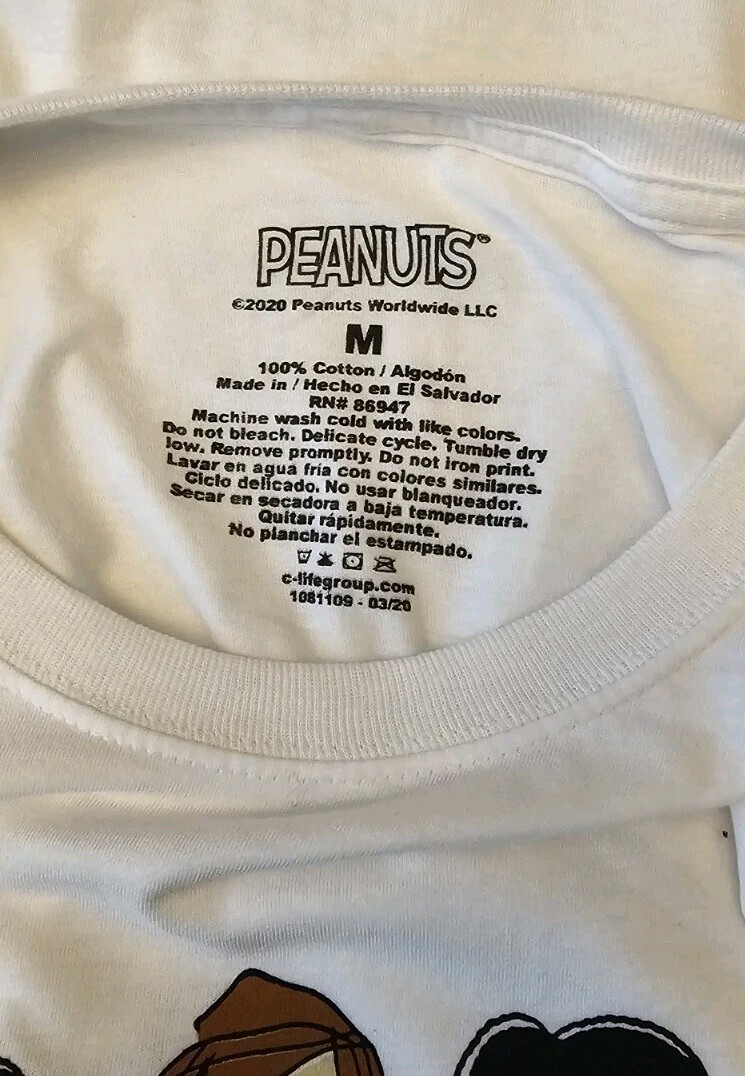 PEANUTS™
©2020 Peanuts Worldwide LLC
M
100% Cotton / Algodón
Made in / Hecho en El Salvador
RN# 86947
Machine wash cold with like colors.
Do not bleach. Delicate cycle. Tumble dry
low. Remove promptly. Do not iron print.
Lavar en agua fría con colores similares.
Ciclo delicado. No usar blanqueador.
Secar en secadora a baja temperatura.
Quitar rápidamente.
No planchar el estampado.
c-lifegroup.com
1081109 - 03/20